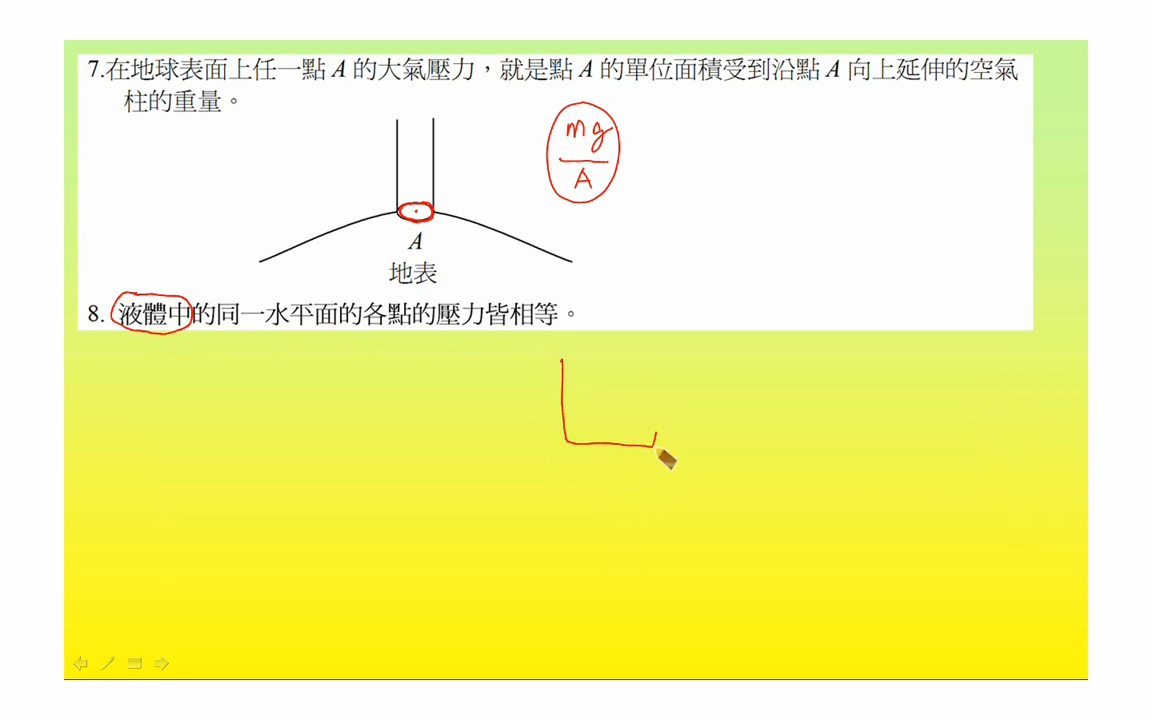 7.在地球表面上任一點 A 的大氣壓力，就是點 A 的單位面積受到沿點 A 向上延伸的空氣
柱的重量。
mg
A
A
地表
8. 液體中的同一水平面的各點的壓力皆相等。